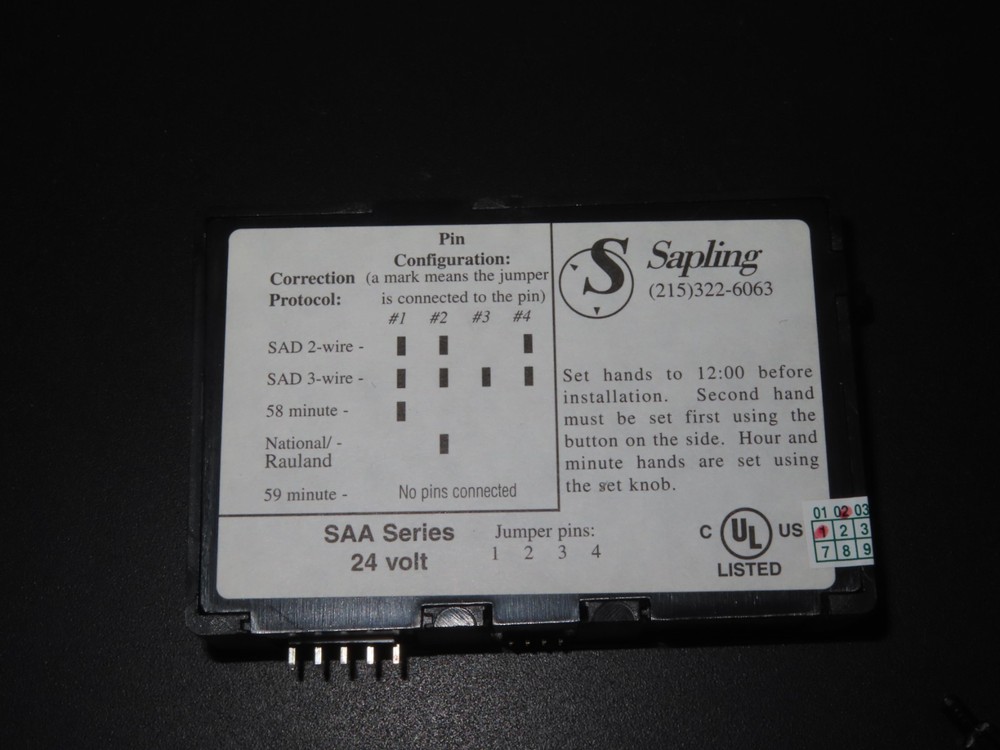 Pin
Configuration:
Correction (a mark means the jumper
Protocol: is connected to the pin)
#1 #2 #3 #4
SAD 2-wire -
SAD 3-wire -
58 minute -
National/ -
Rauland
59 minute - No pins connected
S Sapling
(215)322-6063
Set hands to 12:00 before
installation. Second hand
must be set first using the
button on the side. Hour and
minute hands are set using
the set knob.
SAA Series
24 volt
Jumper pins:
1 2 3 4
C UL US
LISTED
01 02 03
1 2 3
7 8 9